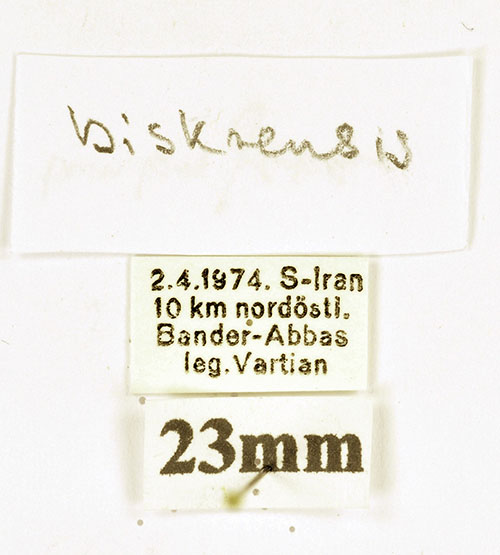 biskrensis
2.4.1974. S-Iran
10 km nordöstl.
Bander-Abbas
leg. Vartian
23mm